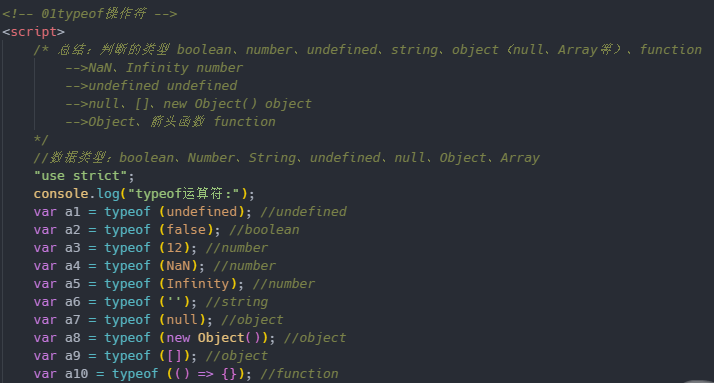 <!-- 01typeof操作符 -->
<script>
/* 总结：判断的类型 boolean、number、undefined、string、object（null、Array等）、function
-->NaN、Infinity number
-->undefined undefined
-->null、[]、new Object() object
-->Object、箭头函数 function
*/
//数据类型：boolean、Number、String、undefined、null、Object、Array
"use strict";
console.log("typeof运算符:");
var a1 = typeof (undefined); //undefined
var a2 = typeof (false); //boolean
var a3 = typeof (12); //number
var a4 = typeof (NaN); //number
var a5 = typeof (Infinity); //number
var a6 = typeof (''); //string
var a7 = typeof (null); //object
var a8 = typeof (new Object()); //object
var a9 = typeof ([]); //object
var a10 = typeof (() => {}); //function